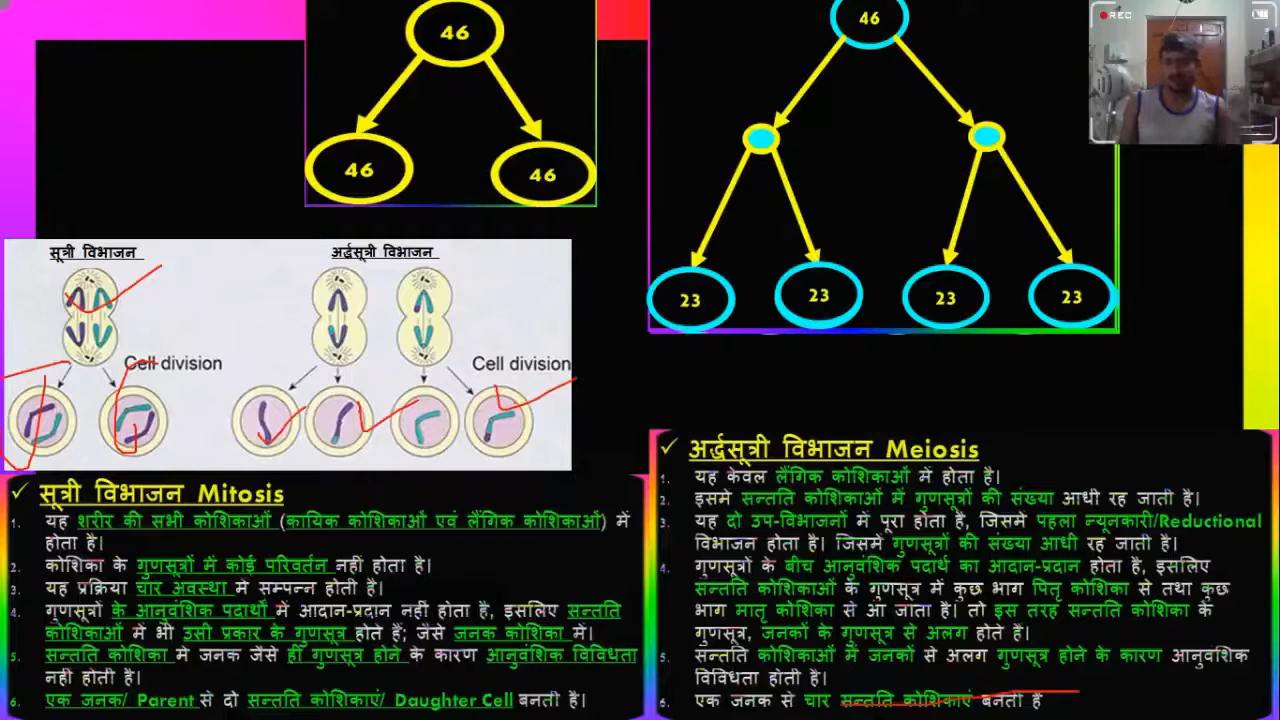 46
46
46
46
23
23
23
23
REC
सूत्री विभाजन
अर्द्धसूत्री विभाजन
Cell division
Cell division
✓ सूत्री विभाजन Mitosis
1. यह शरीर की सभी कोशिकाओं (कायिक कोशिकाओं एवं लैंगिक कोशिकाओं) में
होता है।
2. कोशिका के गुणसूत्रों में कोई परिवर्तन नहीं होता है।
3. यह प्रक्रिया चार अवस्था में सम्पन्न होती है।
4. गुणसूत्रों के आनुवंशिक पदार्थों में आदान-प्रदान नहीं होता है, इसलिए सन्तति
कोशिकाओं में भी उसी प्रकार के गुणसूत्र होते हैं; जैसे जनक कोशिका में।
5. सन्तति कोशिका में जनक जैसे ही गुणसूत्र होने के कारण आनुवंशिक विविधता
नहीं होती है।
6. एक जनक/ Parent से दो सन्तति कोशिकाएं/ Daughter Cell बनती है।
✓ अर्द्धसूत्री विभाजन Meiosis
1. यह केवल लैंगिक कोशिकाओं में होता है।
2. इसमें सन्तति कोशिकाओं में गुणसूत्रों की संख्या आधी रह जाती है।
3. यह दो उप-विभाजनों में पूरा होता है, जिसमें पहला न्यूनकारी/Reductional
विभाजन होता है। जिसमें गुणसूत्रों की संख्या आधी रह जाती है।
4. गुणसूत्रों के बीच आनुवंशिक पदार्थ का आदान-प्रदान होता है, इसलिए
सन्तति कोशिकाओं के गुणसूत्र में कुछ भाग पितृ कोशिका से तथा कुछ
भाग मातृ कोशिका से आ जाता है। तो इस तरह सन्तति कोशिका के
गुणसूत्र, जनकों के गुणसूत्र से अलग होते हैं।
5. सन्तति कोशिकाओं में जनकों से अलग गुणसूत्र होने के कारण आनुवंशिक
विविधता होती है।
6. एक जनक से चार सन्तति कोशिकाएं बनती हैं